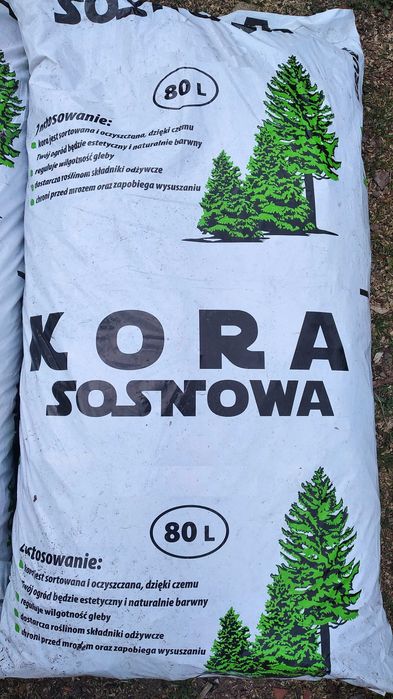 SOSNOWA
80 L
Zastosowanie:
kora jest sortowana i oczyszczana, dzięki czemu
Twój ogród będzie estetyczny i naturalnie barwny
reguluje wilgotność gleby
dostarcza roślinom składniki odżywcze
chroni przed mrozem oraz zapobiega wysuszaniu
KORA
SOSNOWA
80 L
Zastosowanie:
kora jest sortowana i oczyszczana, dzięki czemu
Twój ogród będzie estetyczny i naturalnie barwny
reguluje wilgotność gleby
dostarcza roślinom składniki odżywcze
chroni przed mrozem oraz zapobiega wysuszaniu